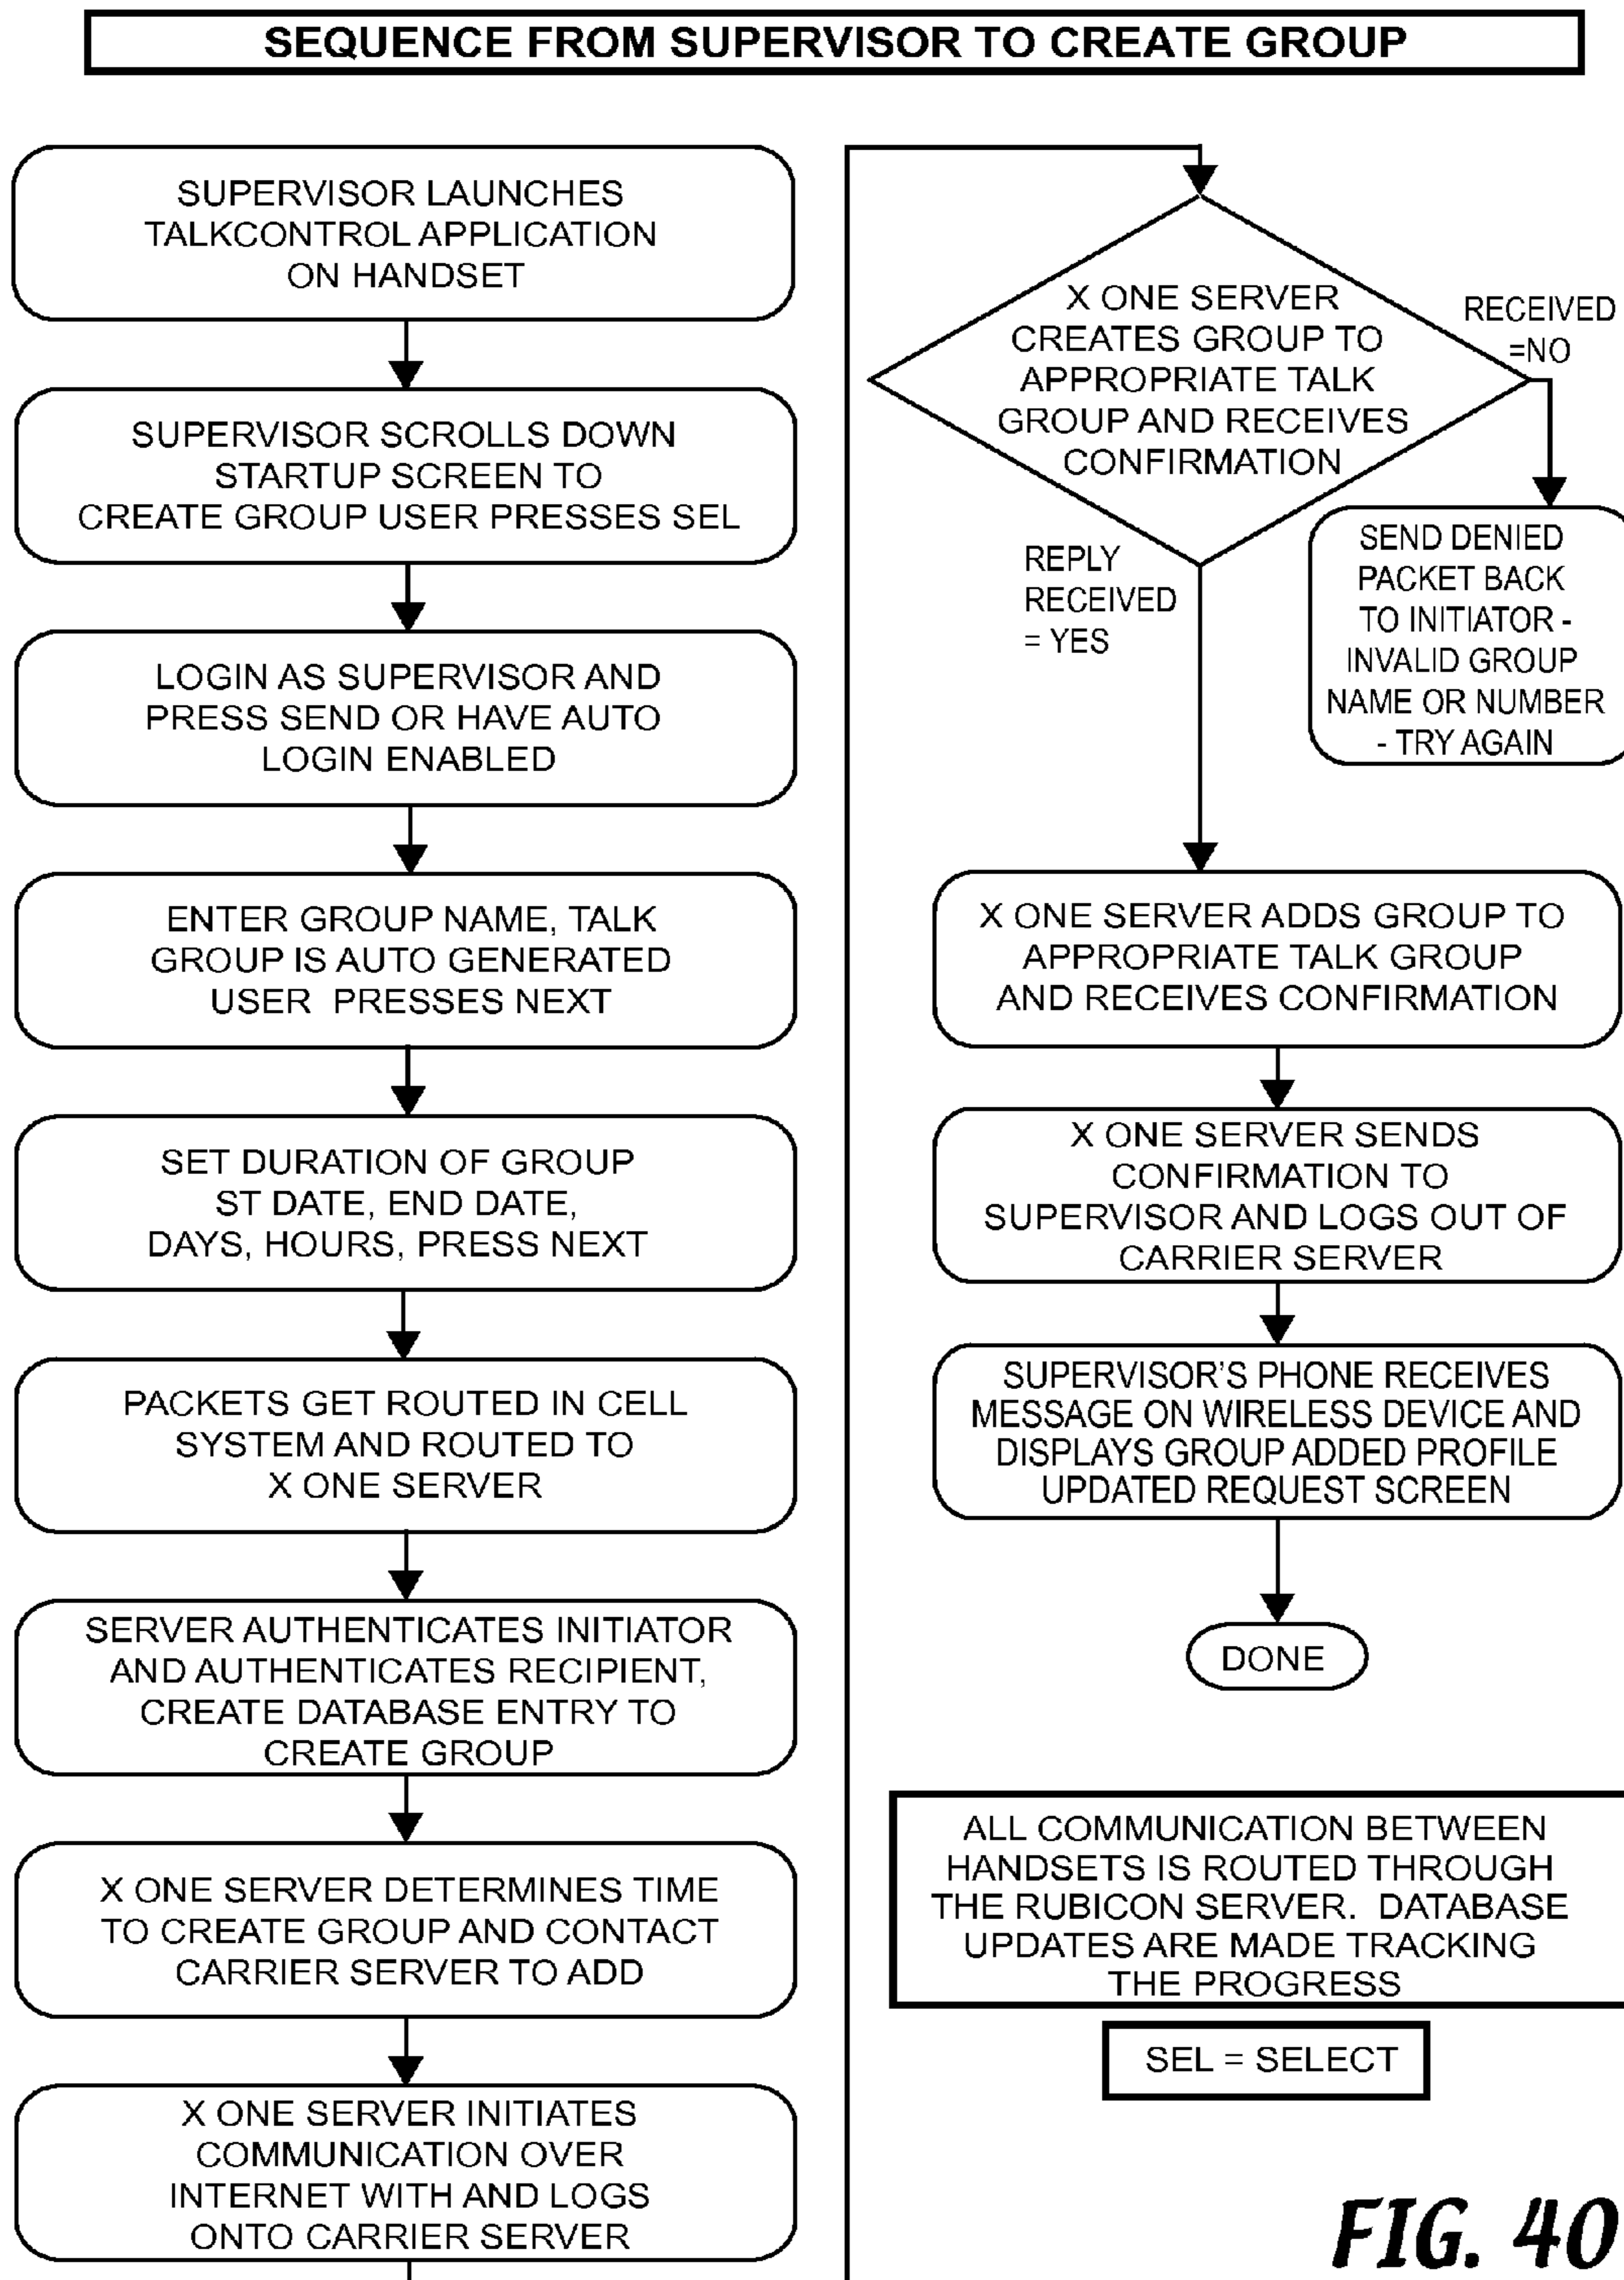 SEQUENCE FROM SUPERVISOR TO CREATE GROUP
SUPERVISOR LAUNCHES
TALKCONTROL APPLICATION
ON HANDSET
SUPERVISOR SCROLLS DOWN
STARTUP SCREEN TO
CREATE GROUP USER PRESSES SEL
LOGIN AS SUPERVISOR AND
PRESS SEND OR HAVE AUTO
LOGIN ENABLED
ENTER GROUP NAME, TALK
GROUP IS AUTO GENERATED
USER PRESSES NEXT
SET DURATION OF GROUP
ST DATE, END DATE,
DAYS, HOURS, PRESS NEXT
PACKETS GET ROUTED IN CELL
SYSTEM AND ROUTED TO
X ONE SERVER
SERVER AUTHENTICATES INITIATOR
AND AUTHENTICATES RECIPIENT,
CREATE DATABASE ENTRY TO
CREATE GROUP
X ONE SERVER DETERMINES TIME
TO CREATE GROUP AND CONTACT
CARRIER SERVER TO ADD
X ONE SERVER INITIATES
COMMUNICATION OVER
INTERNET WITH AND LOGS
ONTO CARRIER SERVER
X ONE SERVER
CREATES GROUP TO
APPROPRIATE TALK
GROUP AND RECEIVES
CONFIRMATION
RECEIVED
=NO
SEND DENIED
PACKET BACK
TO INITIATOR -
INVALID GROUP
NAME OR NUMBER
- TRY AGAIN
REPLY
RECEIVED
= YES
X ONE SERVER ADDS GROUP TO
APPROPRIATE TALK GROUP
AND RECEIVES CONFIRMATION
X ONE SERVER SENDS
CONFIRMATION TO
SUPERVISOR AND LOGS OUT OF
CARRIER SERVER
SUPERVISOR'S PHONE RECEIVES
MESSAGE ON WIRELESS DEVICE AND
DISPLAYS GROUP ADDED PROFILE
UPDATED REQUEST SCREEN
DONE
ALL COMMUNICATION BETWEEN
HANDSETS IS ROUTED THROUGH
THE RUBICON SERVER. DATABASE
UPDATES ARE MADE TRACKING
THE PROGRESS
SEL = SELECT
FIG. 40